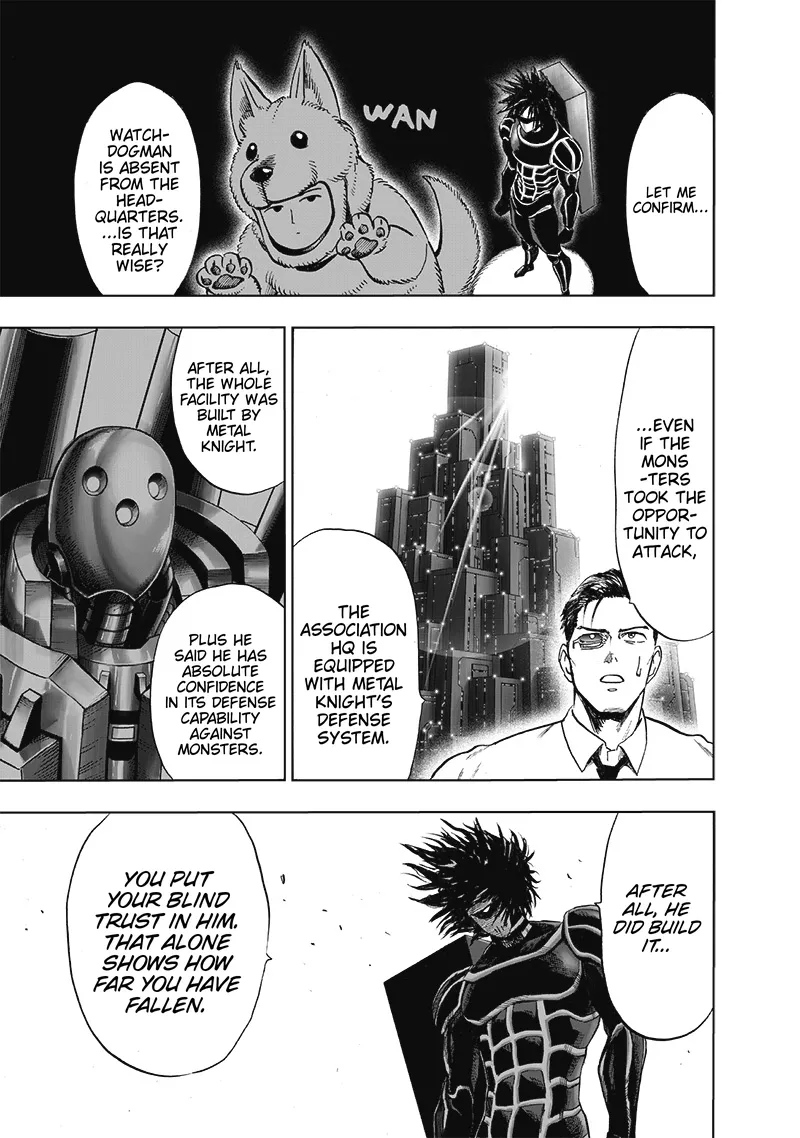 LET ME
CONFIRM...
WAN
WATCH-
DOGMAN
IS ABSENT
FROM THE
HEAD-
QUARTERS.
...IS THAT
REALLY
WISE?
...EVEN
IF THE
MONS
-TERS
TOOK THE
OPPOR-
TUNITY TO
ATTACK,
THE
ASSOCIATION
HQ IS
EQUIPPED
WITH METAL
KNIGHT'S
DEFENSE
SYSTEM.
AFTER ALL,
THE WHOLE
FACILITY WAS
BUILT BY
METAL
KNIGHT.
PLUS HE
SAID HE HAS
ABSOLUTE
CONFIDENCE
IN ITS DEFENSE
CAPABILITY
AGAINST
MONSTERS.
AFTER
ALL, HE
DID BUILD
IT...
YOU PUT
YOUR BLIND
TRUST IN HIM.
THAT ALONE
SHOWS HOW
FAR YOU HAVE
FALLEN.